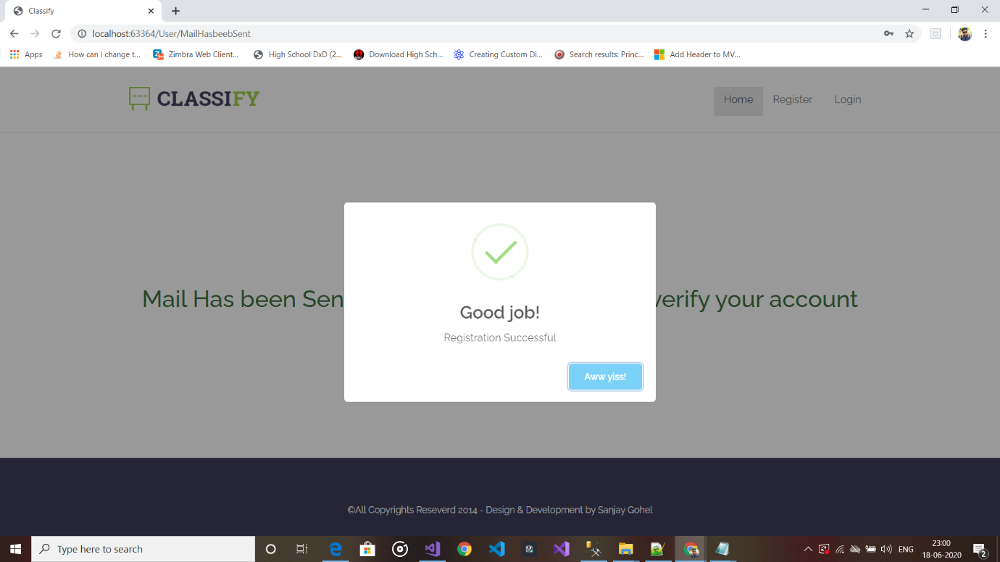 Classify
localhost:63364/User/MailHasbeebSent
Apps
How can I change t...
Zimbra Web Client...
High School DxD (2...
Download High Sch...
Creating Custom Di...
Search results: Princ...
Add Header to MV...
CLASSIFY
Home
Register
Login
Mail Has been Sen
verify your account
Good job!
Registration Successful
Aww yiss!
©All Copyrights Reseverd 2014 - Design & Development by Sanjay Gohel
Type here to search
ENG
23:00
18-06-2020
2